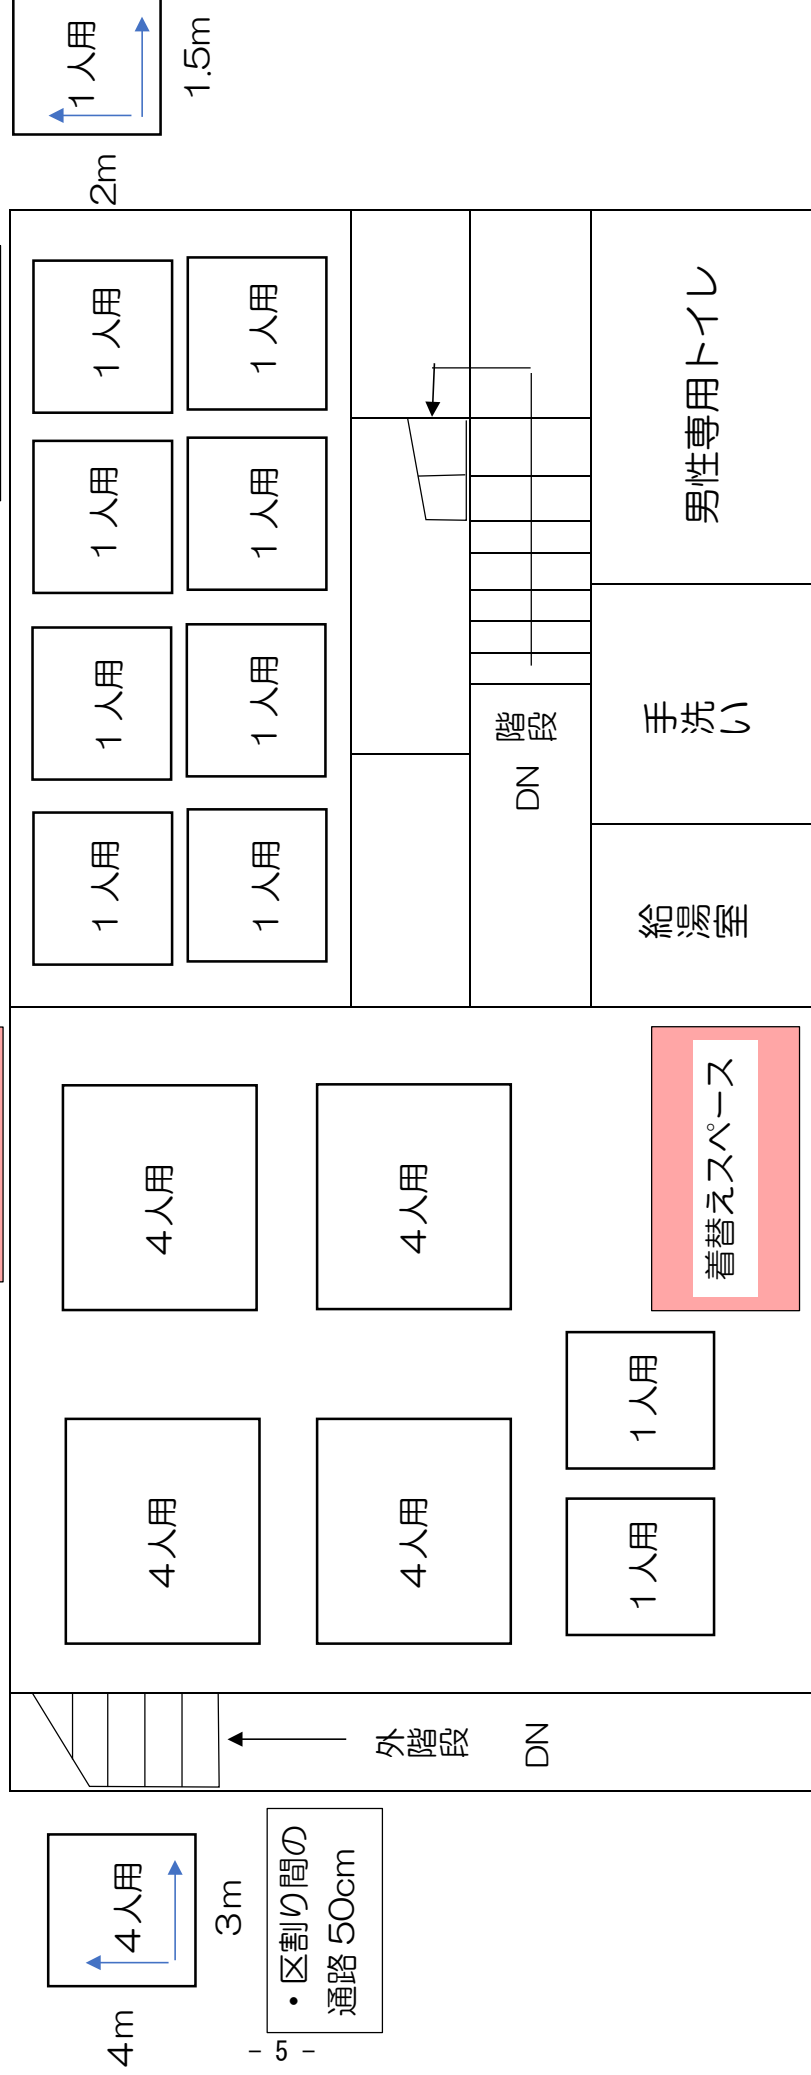 4人用
4m
3m
・区割り間の
通路 50cm
外階段
DN
4人用
4人用
4人用
4人用
1人用
1人用
着替えスペース
1人用
1人用
1人用
1人用
1人用
1人用
1人用
1人用
DN
階段
給湯室
手洗い
男性専用トイレ
1人用
2m
1.5m
- 5 -